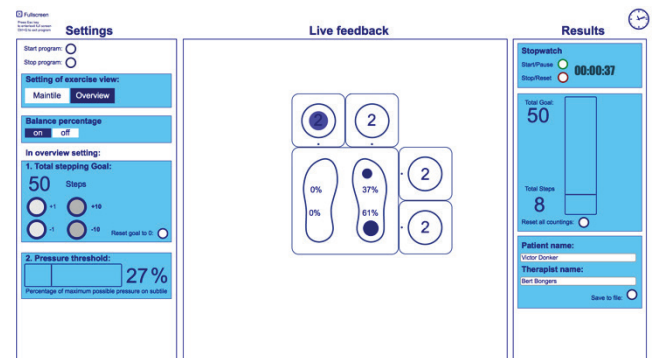 Fullscreen
Settings
Live feedback
Results
Start program:
Stop program:
Setting of exercise view:
Maintile Overview
Balance percentage
on off
In overview setting:
1. Total stepping Goal:
50 Steps
+1 +10
-1 -10 Reset goal to 0:
2. Pressure threshold:
27%
Percentage of maximum possible pressure on subtile
2 2
0% 37%
0% 61%
2
2
Stopwatch
Start/Pause
Stop/Reset
00:00:37
Total Goal:
50
Total Steps
8
Reset all countings:
Patient name:
Victor Donker
Therapist name:
Bert Bongers
Save to file: